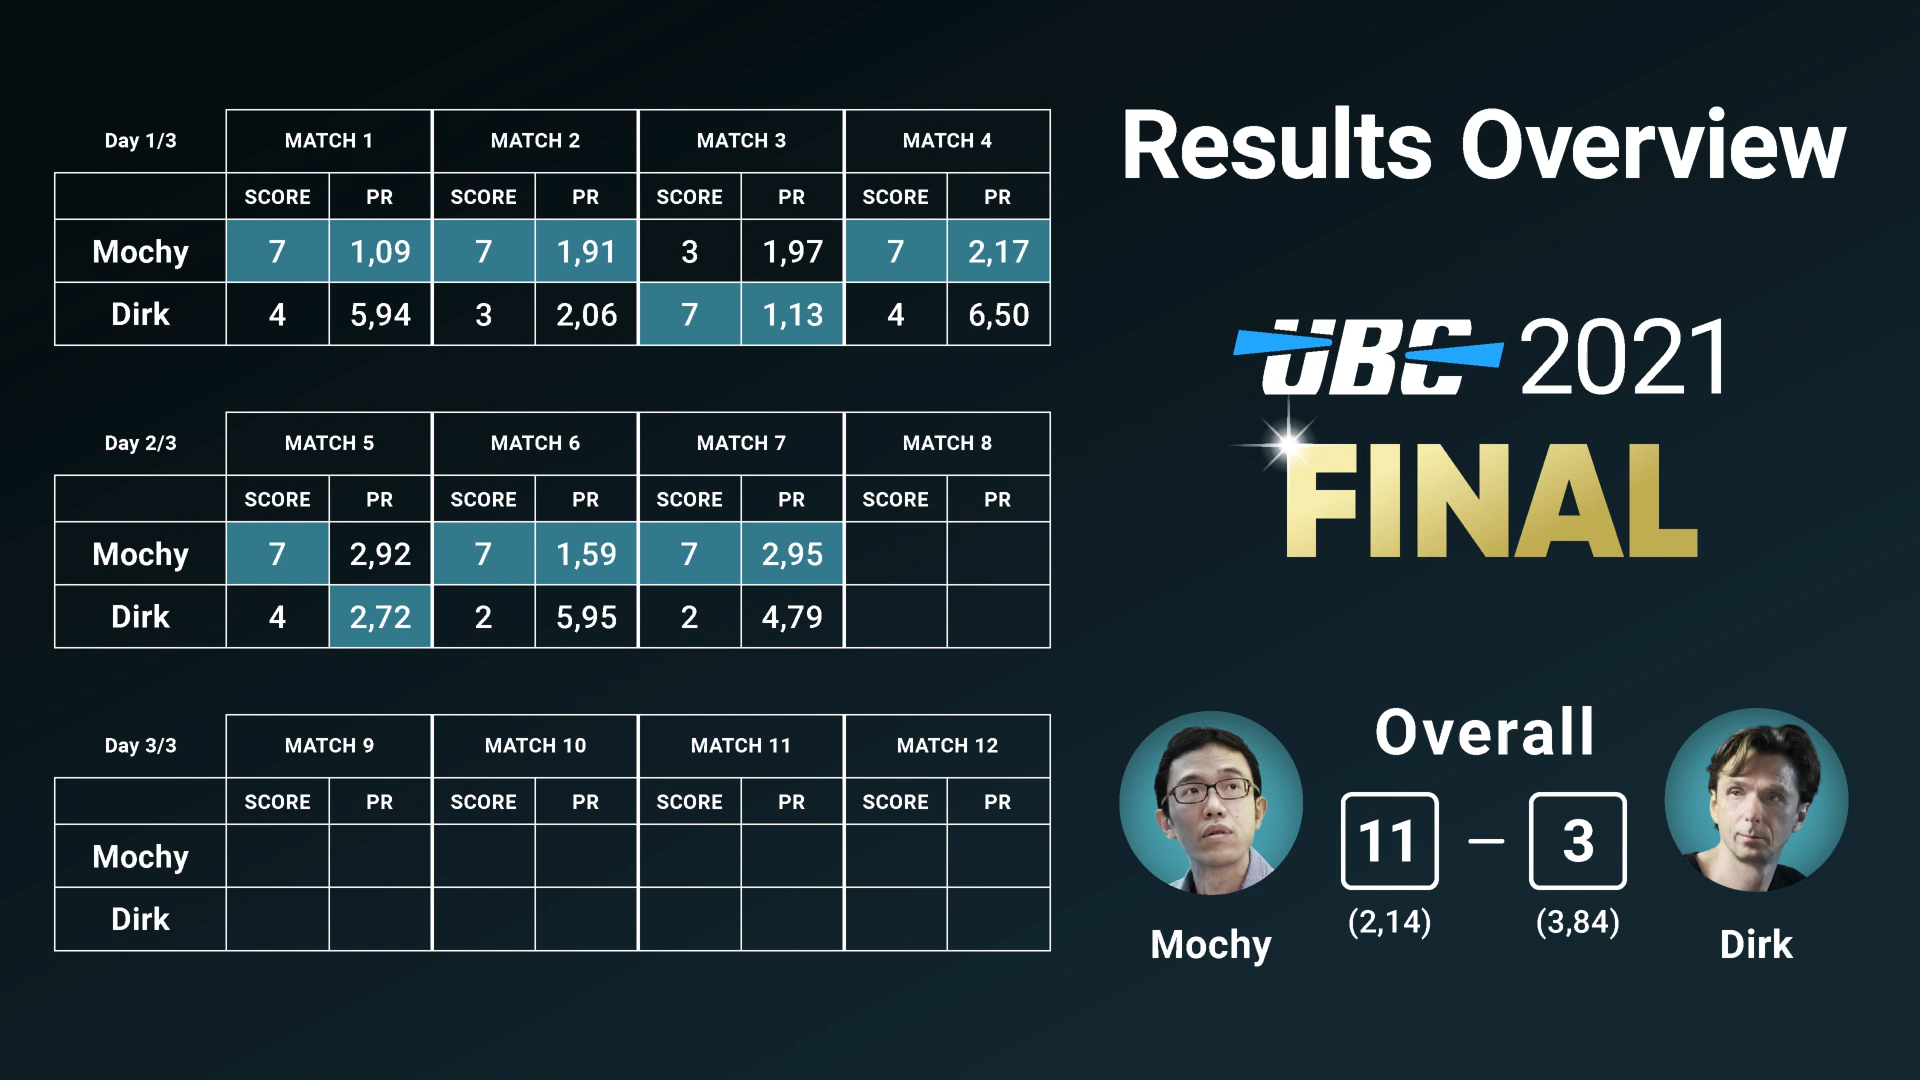 Results Overview
Day 1/3 MATCH 1 MATCH 2 MATCH 3 MATCH 4
SCORE PR SCORE PR SCORE PR SCORE PR
Mochy 7 1,09 7 1,91 3 1,97 7 2,17
Dirk 4 5,94 3 2,06 7 1,13 4 6,50
Day 2/3 MATCH 5 MATCH 6 MATCH 7 MATCH 8
SCORE PR SCORE PR SCORE PR SCORE PR
Mochy 7 2,92 7 1,59 7 2,95
Dirk 4 2,72 2 5,95 2 4,79
Day 3/3 MATCH 9 MATCH 10 MATCH 11 MATCH 12
SCORE PR SCORE PR SCORE PR SCORE PR
Mochy
Dirk
UBC 2021
FINAL
Overall
11 – 3
(2,14) (3,84)
Mochy Dirk